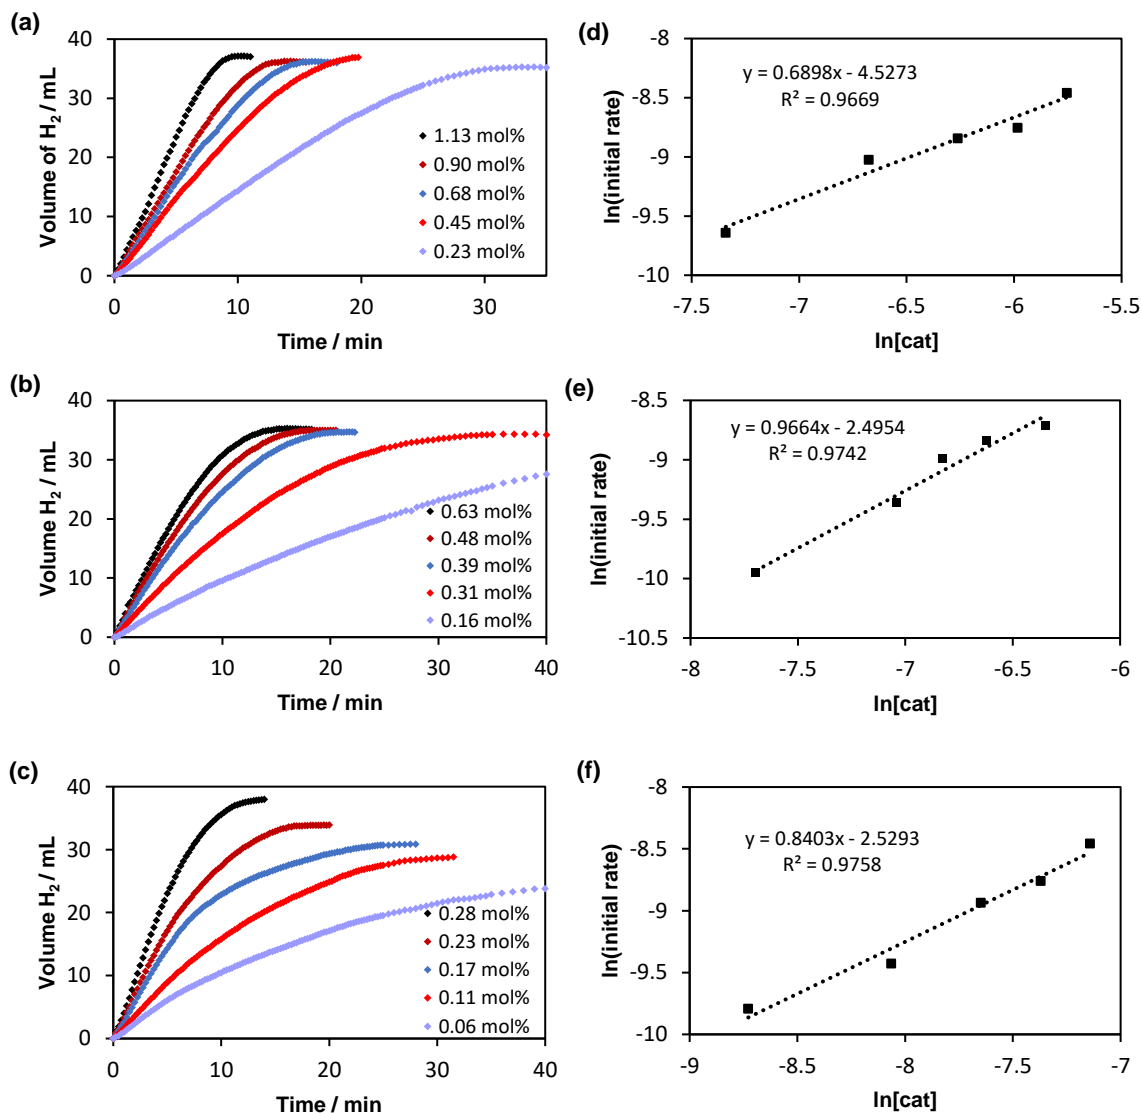 (a)
Volume of H2 / mL
40
30
20
10
0
0 10 20 30
Time / min
1.13 mol%
0.90 mol%
0.68 mol%
0.45 mol%
0.23 mol%
(d)
ln(initial rate)
-8
-8.5
-9
-9.5
-10
-7.5 -7 -6.5 -6 -5.5
ln[cat]
y = 0.6898x - 4.5273
R² = 0.9669
(b)
Volume H2 / mL
40
30
20
10
0
0 10 20 30 40
Time / min
0.63 mol%
0.48 mol%
0.39 mol%
0.31 mol%
0.16 mol%
(e)
ln(initial rate)
-8.5
-9
-9.5
-10
-10.5
-8 -7.5 -7 -6.5 -6
ln[cat]
y = 0.9664x - 2.4954
R² = 0.9742
(c)
Volume H2 / mL
40
30
20
10
0
0 10 20 30 40
Time / min
0.28 mol%
0.23 mol%
0.17 mol%
0.11 mol%
0.06 mol%
(f)
ln(initial rate)
-8
-8.5
-9
-9.5
-10
-9 -8.5 -8 -7.5 -7
ln[cat]
y = 0.8403x - 2.5293
R² = 0.9758